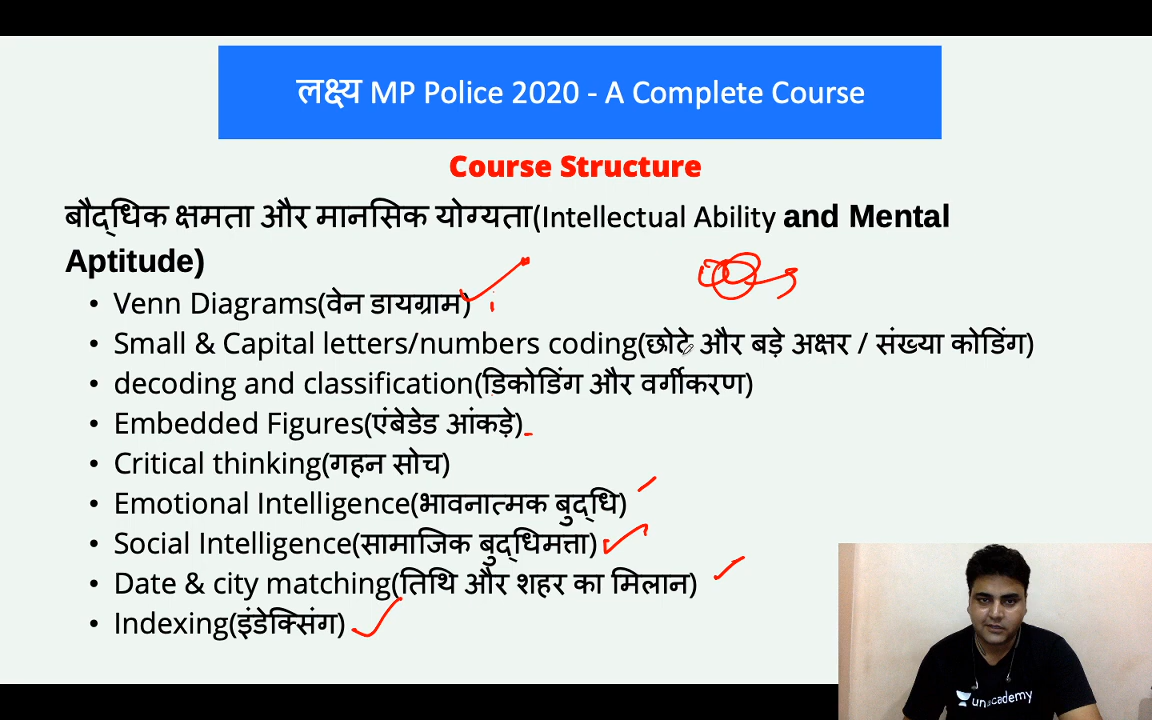 लक्ष्य MP Police 2020 - A Complete Course
Course Structure
बौद्धिक क्षमता और मानसिक योग्यता(Intellectual Ability and Mental
Aptitude)
• Venn Diagrams(वेन डायग्राम)
• Small & Capital letters/numbers coding(छोटे और बड़े अक्षर / संख्या कोडिंग)
• decoding and classification(डिकोडिंग और वर्गीकरण)
• Embedded Figures(एंबेडेड आंकड़े)
• Critical thinking(गहन सोच)
• Emotional Intelligence(भावनात्मक बुद्धि)
• Social Intelligence(सामाजिक बुद्धिमत्ता)
• Date & city matching(तिथि और शहर का मिलान)
• Indexing(इंडेक्सिंग)
unacademy